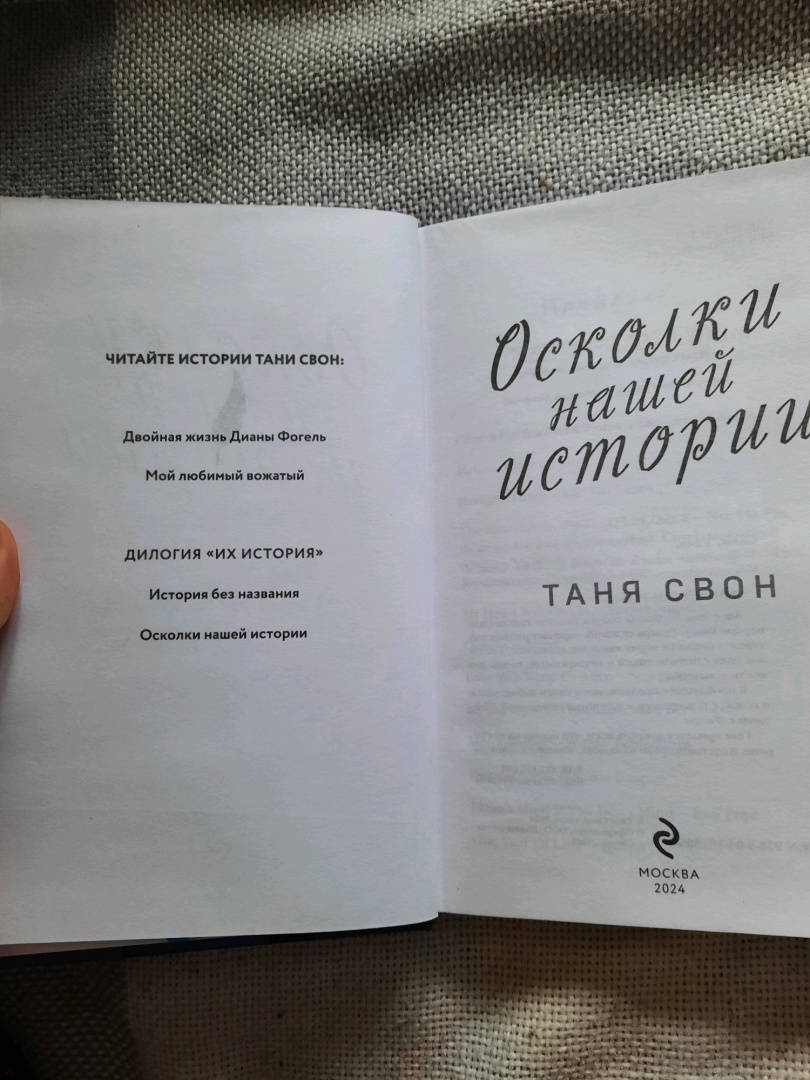 ЧИТАЙТЕ ИСТОРИИ ТАНИ СВОН:
Двойная жизнь Дианы Фогель
Мой любимый вожатый
ДИЛОГИЯ «ИХ ИСТОРИЯ»
История без названия
Осколки нашей истории
Осколки
нашей
истории
ТАНЯ СВОН
МОСКВА
2024